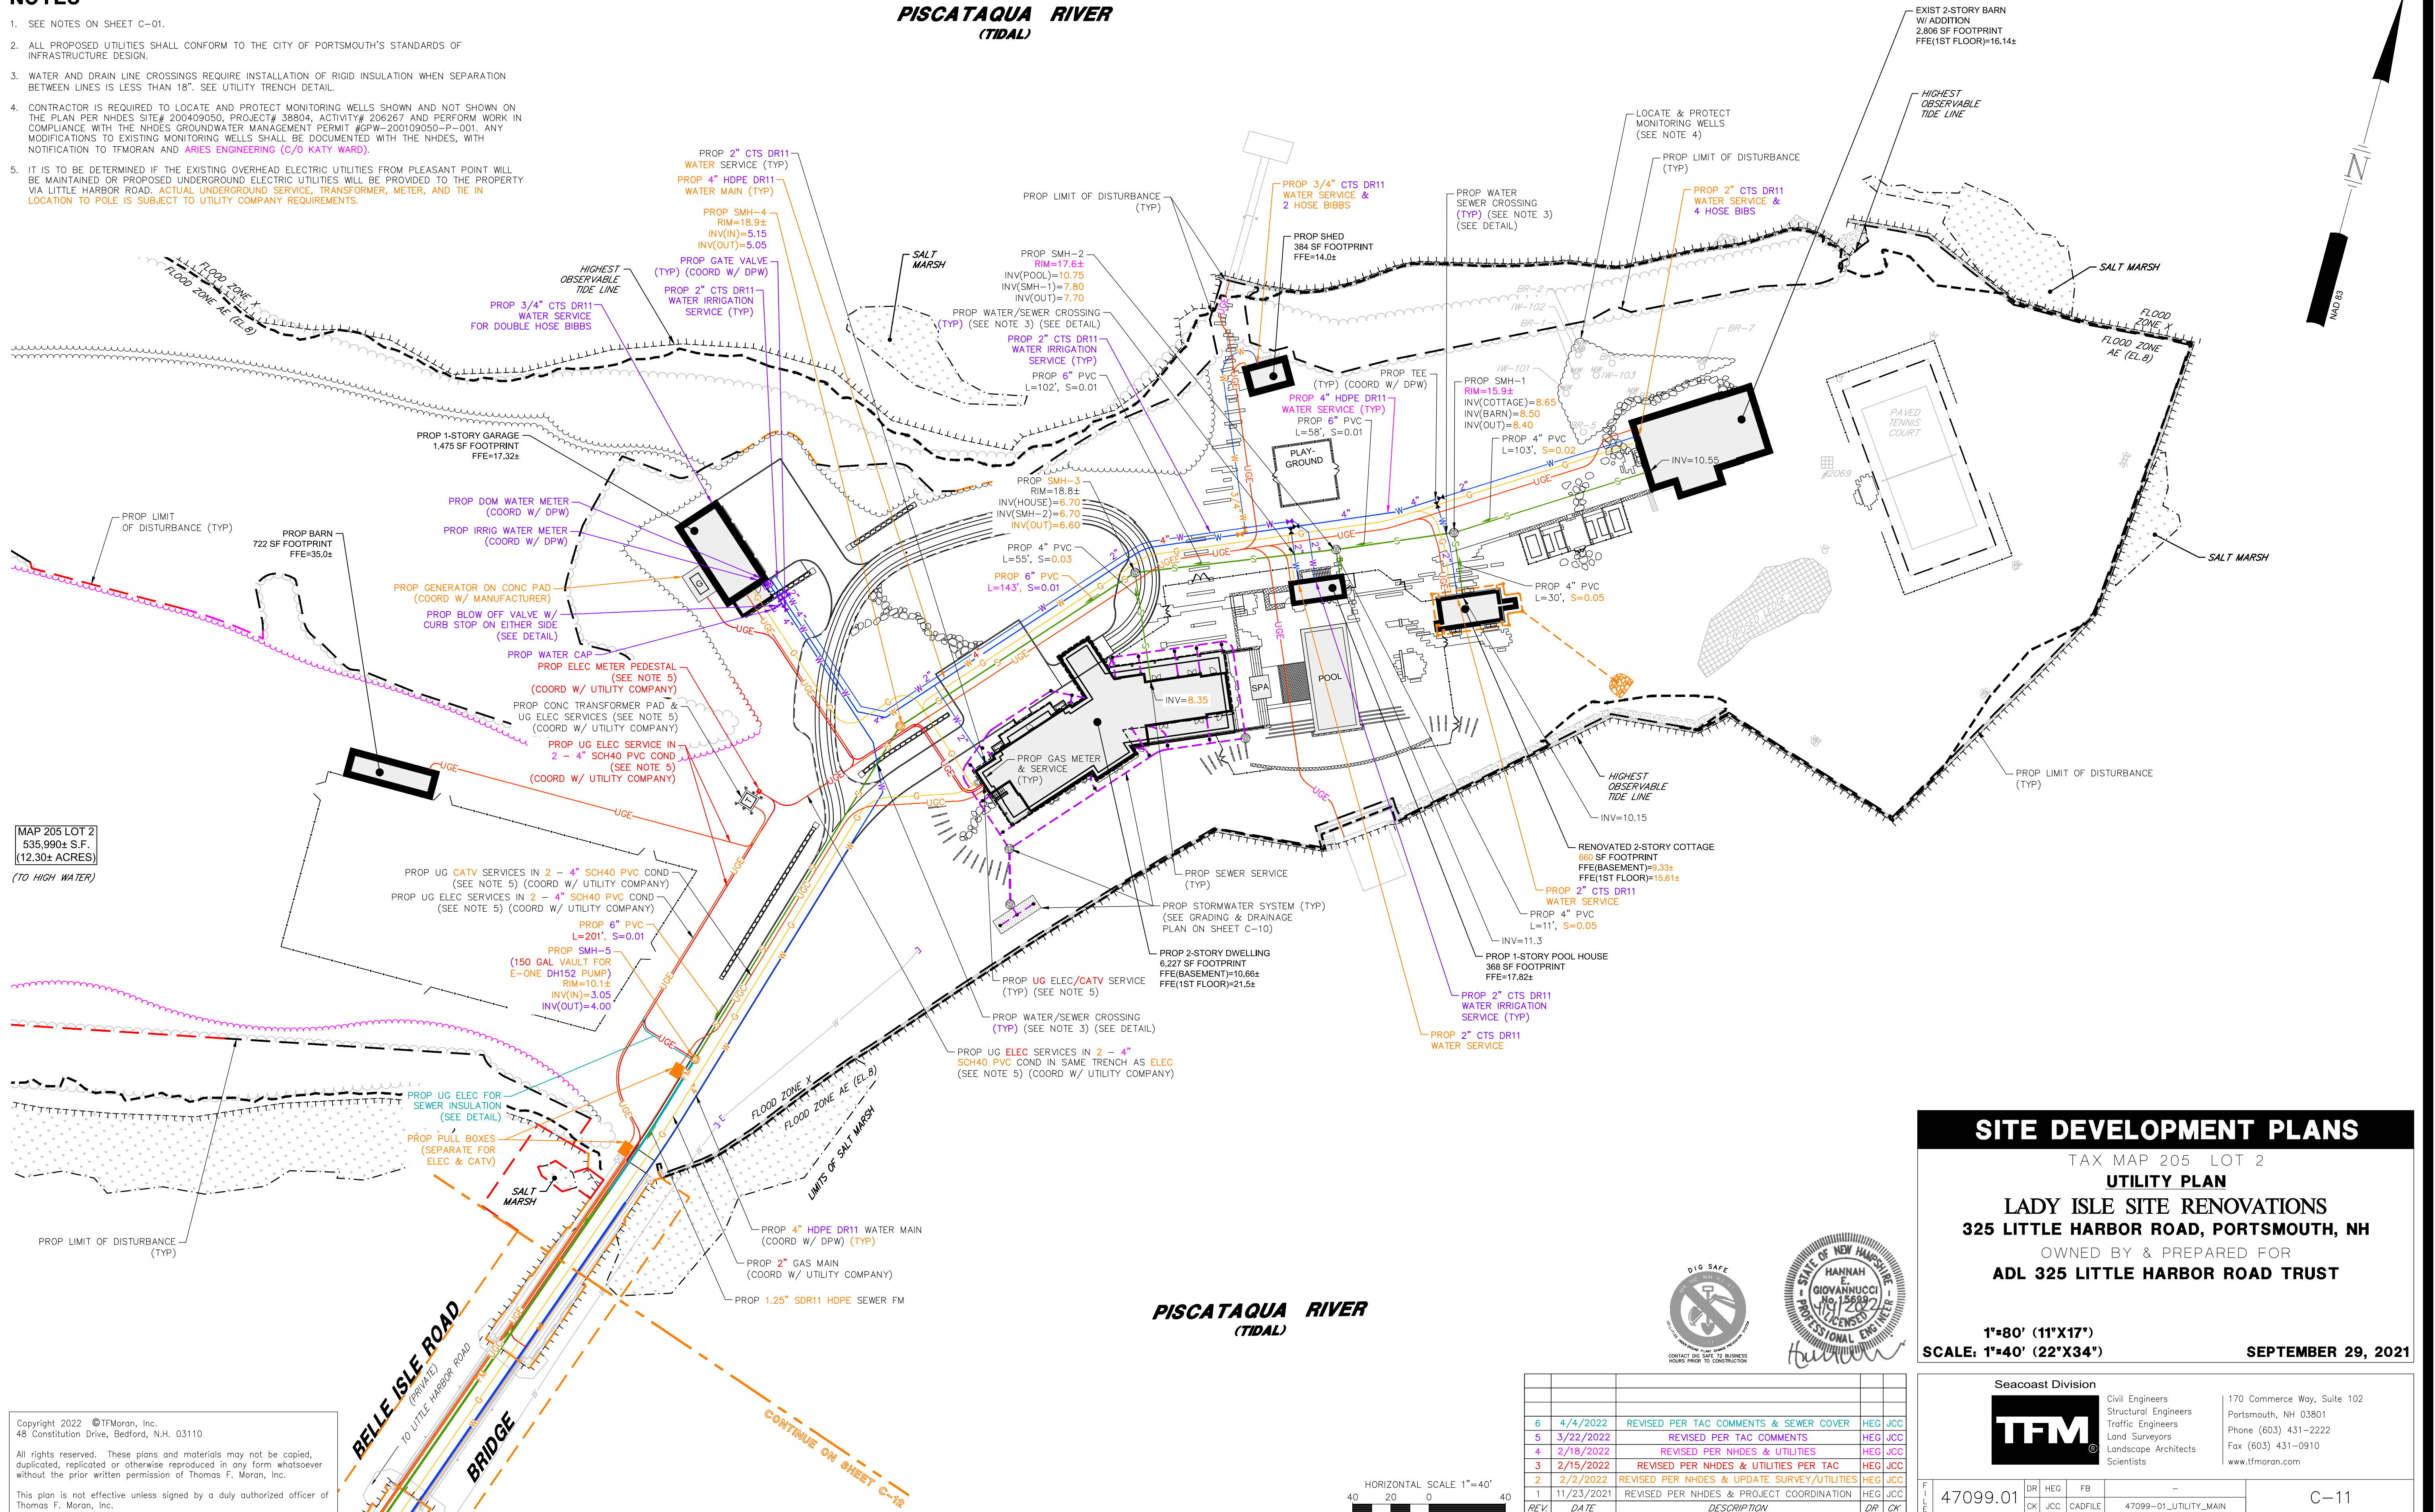 NOTES
1. SEE NOTES ON SHEET C-01.
2. ALL PROPOSED UTILITIES SHALL CONFORM TO THE CITY OF PORTSMOUTH'S STANDARDS OF
INFRASTRUCTURE DESIGN.
3. WATER AND DRAIN LINE CROSSINGS REQUIRE INSTALLATION OF RIGID INSULATION WHEN SEPARATION
BETWEEN LINES IS LESS THAN 18". SEE UTILITY TRENCH DETAIL.
4. CONTRACTOR IS REQUIRED TO LOCATE AND PROTECT MONITORING WELLS SHOWN AND NOT SHOWN ON
THE PLAN PER NHDES SITE# 200409050, PROJECT# 38804, ACTIVITY# 206267 AND PERFORM WORK IN
COMPLIANCE WITH THE NHDES GROUNDWATER MANAGEMENT PERMIT #GPW-200109050-P-001. ANY
MODIFICATIONS TO EXISTING MONITORING WELLS SHALL BE DOCUMENTED WITH THE NHDES, WITH
NOTIFICATION TO TFMORAN AND ARIES ENGINEERING (C/O KATY WARD).
5. IT IS TO BE DETERMINED IF THE EXISTING OVERHEAD ELECTRIC UTILITIES FROM PLEASANT POINT WILL
BE MAINTAINED OR PROPOSED UNDERGROUND ELECTRIC UTILITIES WILL BE PROVIDED TO THE PROPERTY
VIA LITTLE HARBOR ROAD. ACTUAL UNDERGROUND SERVICE, TRANSFORMER, METER, AND TIE IN
LOCATION TO POLE IS SUBJECT TO UTILITY COMPANY REQUIREMENTS.
PISCATAQUA RIVER
(TIDAL)
EXIST 2-STORY BARN
W/ ADDITION
2,806 SF FOOTPRINT
FFE(1ST FLOOR)=16.14±
HIGHEST
OBSERVABLE
TIDE LINE
LOCATE & PROTECT
MONITORING WELLS
(SEE NOTE 4)
PROP LIMIT OF DISTURBANCE
(TYP)
PROP 2" CTS DR11
WATER SERVICE &
4 HOSE BIBS
PROP WATER
SEWER CROSSING
(TYP) (SEE NOTE 3)
(SEE DETAIL)
PROP 3/4" CTS DR11
WATER SERVICE &
2 HOSE BIBBS
PROP SHED
384 SF FOOTPRINT
FFE=14.0±
PROP LIMIT OF DISTURBANCE
(TYP)
PROP 2" CTS DR11
WATER SERVICE (TYP)
PROP 4" HDPE DR11
WATER MAIN (TYP)
PROP SMH-4
RIM=18.9±
INV(IN)=5.15
INV(OUT)=5.05
PROP GATE VALVE
(TYP) (COORD W/ DPW)
PROP 2" CTS DR11
WATER IRRIGATION
SERVICE (TYP)
HIGHEST
OBSERVABLE
TIDE LINE
PROP 3/4" CTS DR11
WATER SERVICE
FOR DOUBLE HOSE BIBBS
SALT
MARSH
PROP SMH-2
RIM=17.6±
INV(POOL)=10.75
INV(SMH-1)=7.80
INV(OUT)=7.70
PROP WATER/SEWER CROSSING
(TYP) (SEE NOTE 3) (SEE DETAIL)
PROP 2" CTS DR11
WATER IRRIGATION
SERVICE (TYP)
PROP 6" PVC
L=102', S=0.01
PROP TEE
(TYP) (COORD W/ DPW)
PROP 4" HDPE DR11
WATER SERVICE (TYP)
PROP 6" PVC
L=58', S=0.01
PROP SMH-1
RIM=15.9±
INV(COTTAGE)=8.65
INV(BARN)=8.50
INV(OUT)=8.40
PROP 4" PVC
L=103', S=0.02
BR-2
IW-102
BR-1
BR-7
IW-101
IW-103
BR-5
MW
INV=10.55
PAVED
TENNIS
COURT
#2069
SALT MARSH
FLOOD
ZONE X
FLOOD ZONE
AE (EL.8)
SALT MARSH
NAD 83
N
FLOOD ZONE X
FLOOD ZONE AE (EL.8)
PROP 1-STORY GARAGE
1,475 SF FOOTPRINT
FFE=17.32±
PROP DOM WATER METER
(COORD W/ DPW)
PROP IRRIG WATER METER
(COORD W/ DPW)
PROP GENERATOR ON CONC PAD
(COORD W/ MANUFACTURER)
PROP BLOW OFF VALVE W/
CURB STOP ON EITHER SIDE
(SEE DETAIL)
PROP WATER CAP
PROP ELEC METER PEDESTAL
(SEE NOTE 5)
(COORD W/ UTILITY COMPANY)
PROP CONC TRANSFORMER PAD &
UG ELEC SERVICES (SEE NOTE 5)
(COORD W/ UTILITY COMPANY)
PROP UG ELEC SERVICE IN
2 - 4" SCH40 PVC COND
(SEE NOTE 5)
(COORD W/ UTILITY COMPANY)
PROP LIMIT
OF DISTURBANCE (TYP)
PROP BARN
722 SF FOOTPRINT
FFE=35.0±
PLAY-
GROUND
PROP SMH-3
RIM=18.8±
INV(HOUSE)=6.70
INV(SMH-2)=6.70
INV(OUT)=6.60
PROP 4" PVC
L=55', S=0.03
PROP 6" PVC
L=143', S=0.01
PROP 4" PVC
L=30', S=0.05
SPA
POOL
INV=8.35
PROP GAS METER
& SERVICE
(TYP)
MAP 205 LOT 2
535,990± S.F.
(12.30± ACRES)
(TO HIGH WATER)
PROP UG CATV SERVICES IN 2 - 4" SCH40 PVC COND
(SEE NOTE 5) (COORD W/ UTILITY COMPANY)
PROP UG ELEC SERVICES IN 2 - 4" SCH40 PVC COND
(SEE NOTE 5) (COORD W/ UTILITY COMPANY)
PROP 6" PVC
L=201', S=0.01
PROP SMH-5
(150 GAL VAULT FOR
E-ONE DH152 PUMP)
RIM=10.1±
INV(IN)=3.05
INV(OUT)=4.00
PROP SEWER SERVICE
(TYP)
PROP STORMWATER SYSTEM (TYP)
(SEE GRADING & DRAINAGE
PLAN ON SHEET C-10)
PROP 2-STORY DWELLING
6,227 SF FOOTPRINT
FFE(BASEMENT)=10.66±
FFE(1ST FLOOR)=21.5±
PROP UG ELEC/CATV SERVICE
(TYP) (SEE NOTE 5)
PROP WATER/SEWER CROSSING
(TYP) (SEE NOTE 3) (SEE DETAIL)
PROP UG ELEC SERVICES IN 2 - 4"
SCH40 PVC COND IN SAME TRENCH AS ELEC
(SEE NOTE 5) (COORD W/ UTILITY COMPANY)
HIGHEST
OBSERVABLE
TIDE LINE
INV=10.15
RENOVATED 2-STORY COTTAGE
660 SF FOOTPRINT
FFE(BASEMENT)=9.33±
FFE(1ST FLOOR)=15.61±
PROP 2" CTS DR11
WATER SERVICE
PROP 4" PVC
L=11', S=0.05
INV=11.3
PROP 1-STORY POOL HOUSE
368 SF FOOTPRINT
FFE=17.82±
PROP 2" CTS DR11
WATER IRRIGATION
SERVICE (TYP)
PROP 2" CTS DR11
WATER SERVICE
PROP LIMIT OF DISTURBANCE
(TYP)
PROP UG ELEC FOR
SEWER INSULATION
(SEE DETAIL)
PROP PULL BOXES
(SEPARATE FOR
ELEC & CATV)
SALT
MARSH
PROP LIMIT OF DISTURBANCE
(TYP)
FLOOD ZONE X
FLOOD ZONE AE (EL.8)
LIMITS OF SALT MARSH
PROP 4" HDPE DR11 WATER MAIN
(COORD W/ DPW) (TYP)
PROP 2" GAS MAIN
(COORD W/ UTILITY COMPANY)
PROP 1.25" SDR11 HDPE SEWER FM
BELLE ISLE ROAD
(PRIVATE)
TO LITTLE HARBOR ROAD
BRIDGE
CONTINUE ON SHEET C-12
PISCATAQUA RIVER
(TIDAL)
Copyright 2022 ©TFMoran, Inc.
48 Constitution Drive, Bedford, N.H. 03110
All rights reserved. These plans and materials may not be copied,
duplicated, replicated or otherwise reproduced in any form whatsoever
without the prior written permission of Thomas F. Moran, Inc.
This plan is not effective unless signed by a duly authorized officer of
Thomas F. Moran, Inc.
DIG SAFE
CONTACT DIG SAFE 72 BUSINESS
HOURS PRIOR TO CONSTRUCTION
STATE OF NEW HAMPSHIRE
HANNAH
E.
GIOVANNUCCI
No. 15699
4/4/2022
LICENSED
PROFESSIONAL ENGINEER
SITE DEVELOPMENT PLANS
TAX MAP 205 LOT 2
UTILITY PLAN
LADY ISLE SITE RENOVATIONS
325 LITTLE HARBOR ROAD, PORTSMOUTH, NH
OWNED BY & PREPARED FOR
ADL 325 LITTLE HARBOR ROAD TRUST
1"=80' (11"X17")
SCALE: 1"=40' (22"X34")
SEPTEMBER 29, 2021
HORIZONTAL SCALE 1"=40'
40 20 0 40
6 4/4/2022 REVISED PER TAC COMMENTS & SEWER COVER HEG JCC
5 3/22/2022 REVISED PER TAC COMMENTS HEG JCC
4 2/18/2022 REVISED PER NHDES & UTILITIES HEG JCC
3 2/15/2022 REVISED PER NHDES & UTILITIES PER TAC HEG JCC
2 2/2/2022 REVISED PER NHDES & UPDATE SURVEY/UTILITIES HEG JCC
1 11/23/2021 REVISED PER NHDES & PROJECT COORDINATION HEG JCC
REV. DATE DESCRIPTION DR CK
Seacoast Division
TFM®
Civil Engineers
Structural Engineers
Traffic Engineers
Land Surveyors
Landscape Architects
Scientists
170 Commerce Way, Suite 102
Portsmouth, NH 03801
Phone (603) 431-2222
Fax (603) 431-0910
www.tfmoran.com
FILE 47099.01 DR HEG FB -
CK JCC CADFILE 47099-01_UTILITY_MAIN
C-11